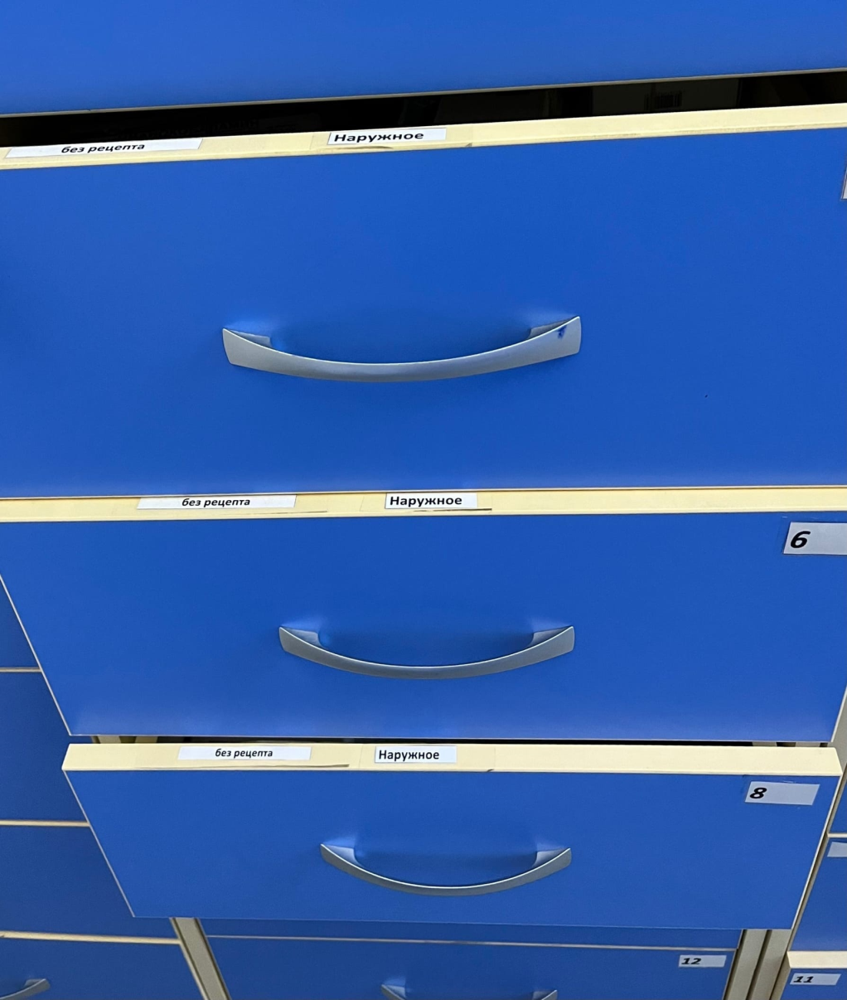 без рецепта
Наружное
без рецепта
Наружное
6
без рецепта
Наружное
8
12
11